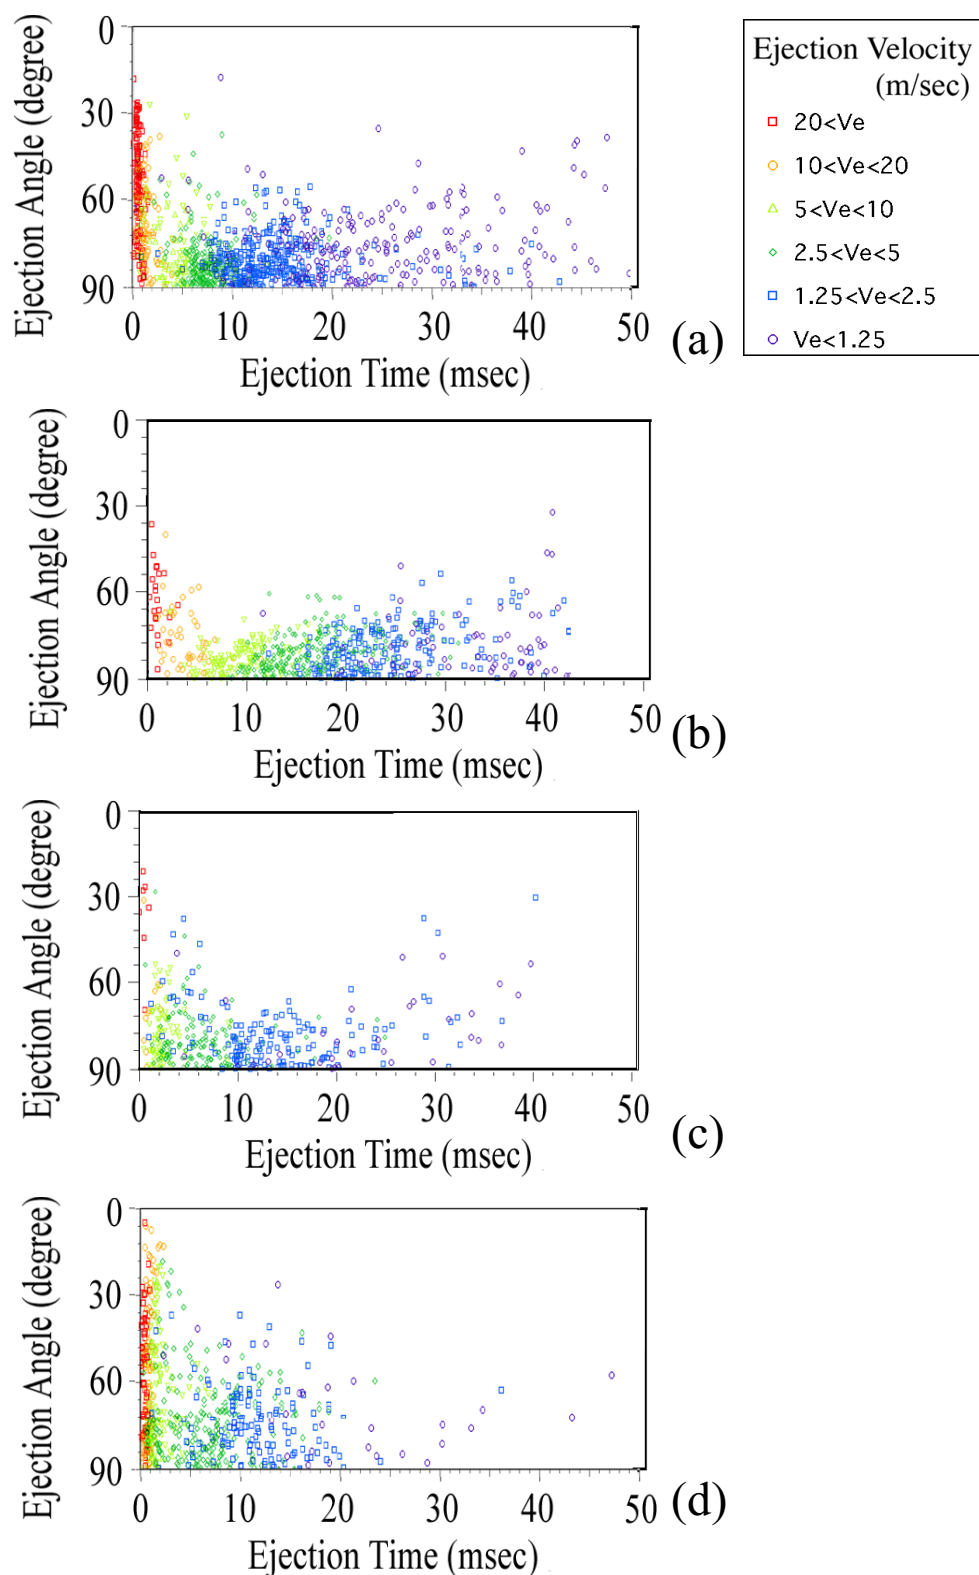 Ejection Velocity
(m/sec)
20<Ve
10<Ve<20
5<Ve<10
2.5<Ve<5
1.25<Ve<2.5
Ve<1.25
Ejection Angle (degree)
0
30
60
90
0 10 20 30 40 50
Ejection Time (msec)
(a)
Ejection Angle (degree)
0
30
60
90
0 10 20 30 40 50
Ejection Time (msec)
(b)
Ejection Angle (degree)
0
30
60
90
0 10 20 30 40 50
Ejection Time (msec)
(c)
Ejection Angle (degree)
0
30
60
90
0 10 20 30 40 50
Ejection Time (msec)
(d)